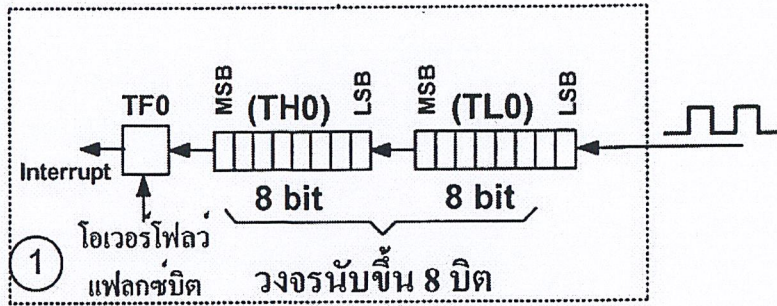 TF0
MSB
(TH0)
LSB
MSB
(TL0)
LSB
Interrupt
8 bit
8 bit
1
โอเวอร์โฟลว์
แฟลกซ์บิต
วงจรนับขึ้น 8 บิต